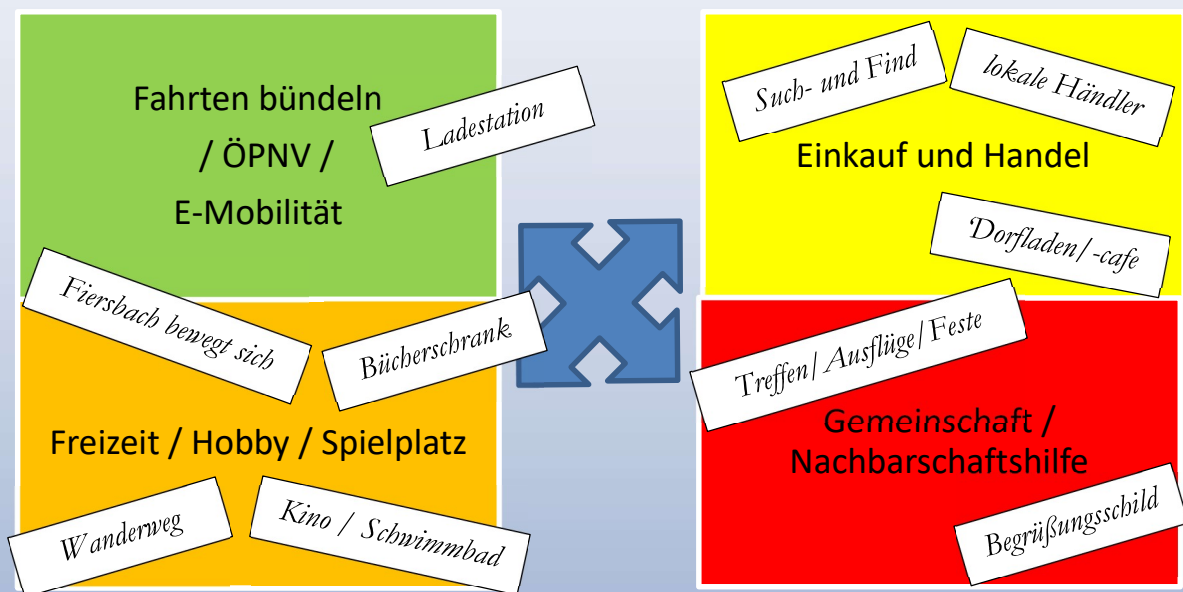 Fahrten bündeln
/ ÖPNV /
E-Mobilität
Ladestation
Such- und Find
lokale Händler
Einkauf und Handel
Dorfladen/-cafe
Fiersbach bewegt sich
Bücherschrank
Freizeit / Hobby / Spielplatz
Wanderweg
Kino / Schwimmbad
Treffen/ Ausflüge/Feste
Gemeinschaft /
Nachbarschaftshilfe
Begrüßungsschild